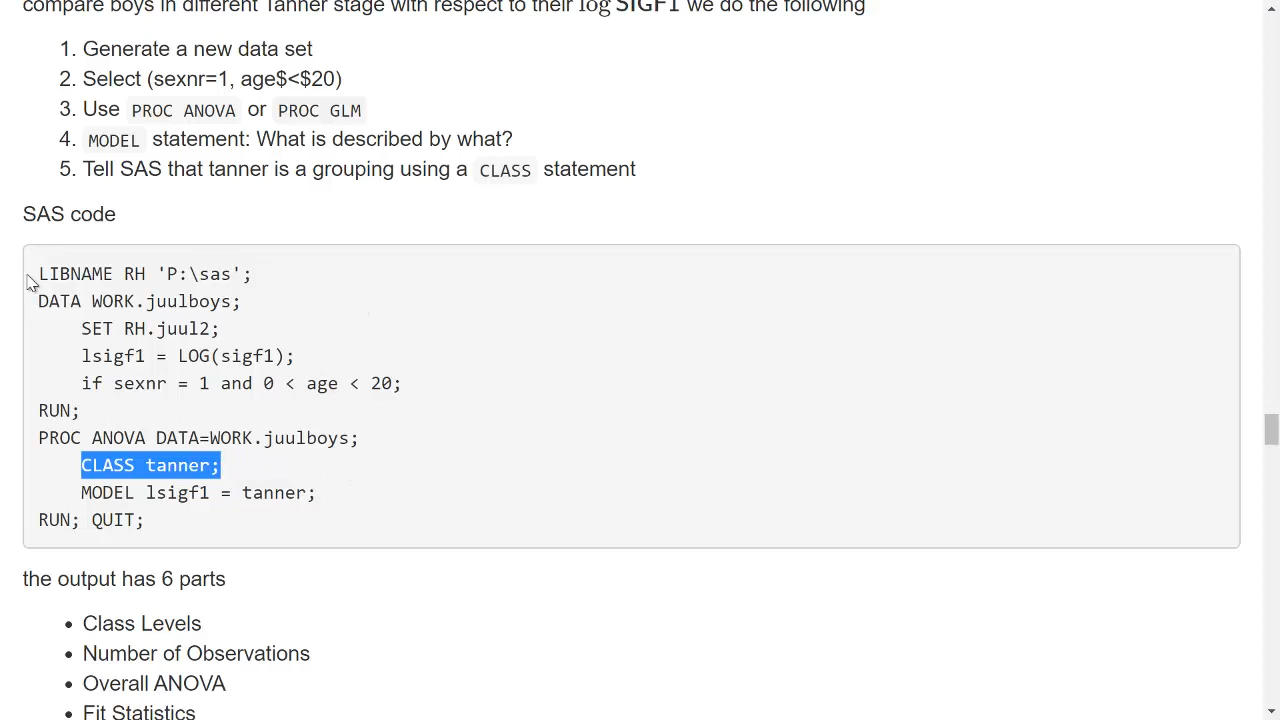 compare boys in different Tanner stage with respect to their log SIGF1 we do the following
1. Generate a new data set
2. Select (sexnr=1, age$<$20)
3. Use PROC ANOVA or PROC GLM
4. MODEL statement: What is described by what?
5. Tell SAS that tanner is a grouping using a CLASS statement
SAS code
LIBNAME RH 'P:\sas';
DATA WORK.juulboys;
SET RH.juul2;
lsigf1 = LOG(sigf1);
if sexnr = 1 and 0 < age < 20;
RUN;
PROC ANOVA DATA=WORK.juulboys;
CLASS tanner;
MODEL lsigf1 = tanner;
RUN; QUIT;
the output has 6 parts
• Class Levels
• Number of Observations
• Overall ANOVA
• Fit Statistics